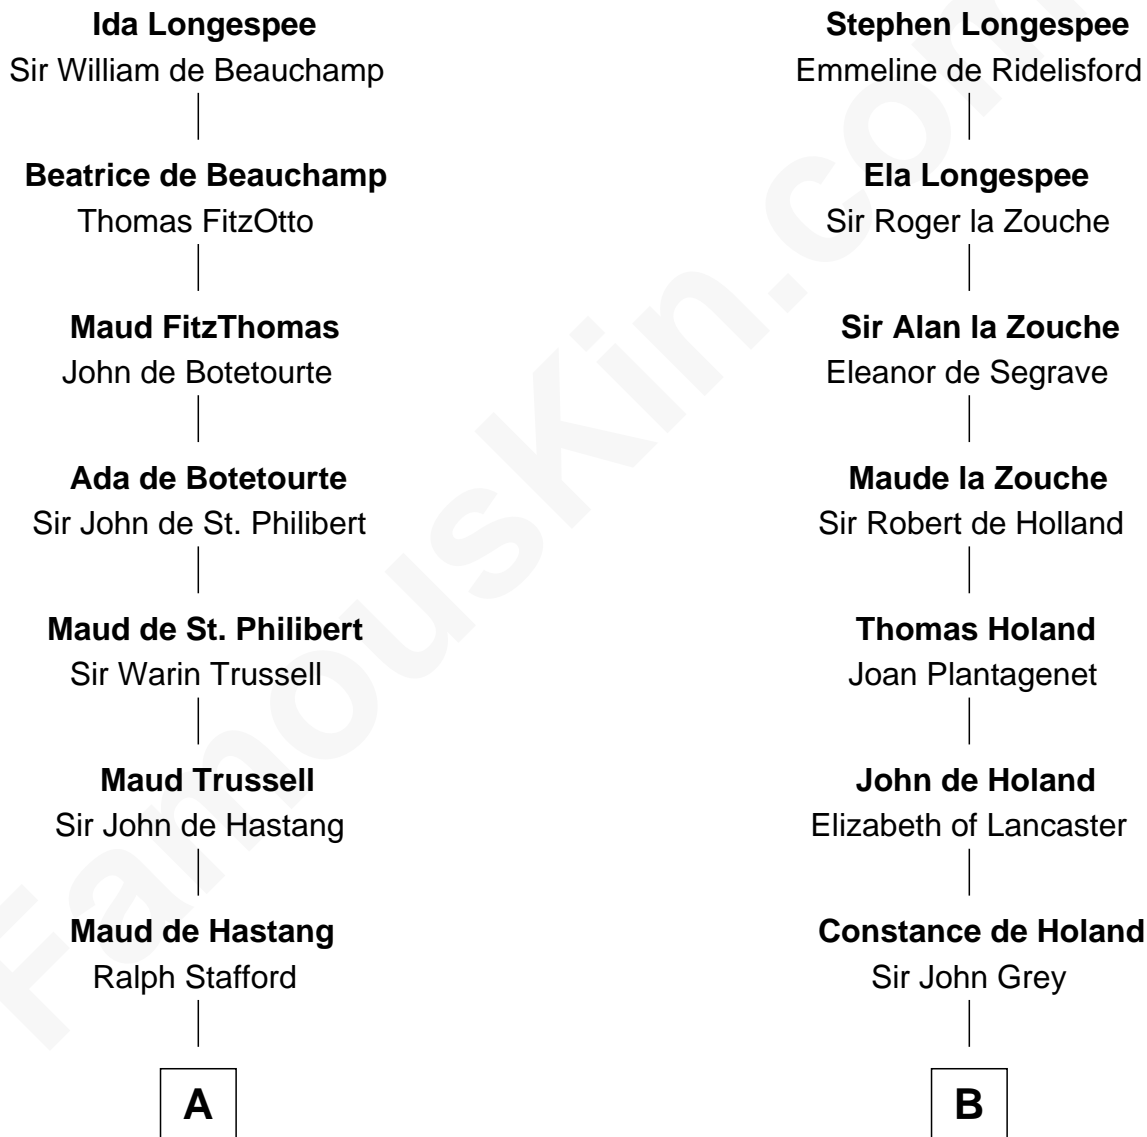 Ida Longespee
Sir William de Beauchamp
Beatrice de Beauchamp
Thomas FitzOtto
Maud FitzThomas
John de Botetourte
Ada de Botetourte
Sir John de St. Philibert
Maud de St. Philibert
Sir Warin Trussell
Maud Trussell
Sir John de Hastang
Maud de Hastang
Ralph Stafford
A
Stephen Longespee
Emmeline de Ridelisford
Ela Longespee
Sir Roger la Zouche
Sir Alan la Zouche
Eleanor de Segrave
Maude la Zouche
Sir Robert de Holland
Thomas Holand
Joan Plantagenet
John de Holand
Elizabeth of Lancaster
Constance de Holand
Sir John Grey
B
FamousKin.com